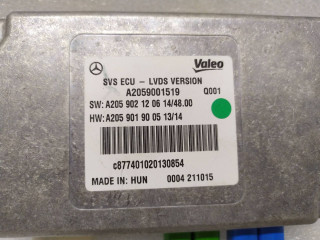 Valeo
SVS ECU - LVDS VERSION
A2059001519 Q001
SW: A205 902 12 06 14/48.00
HW: A205 901 90 05 13/14
c877401020130854
MADE IN: HUN 0004 211015